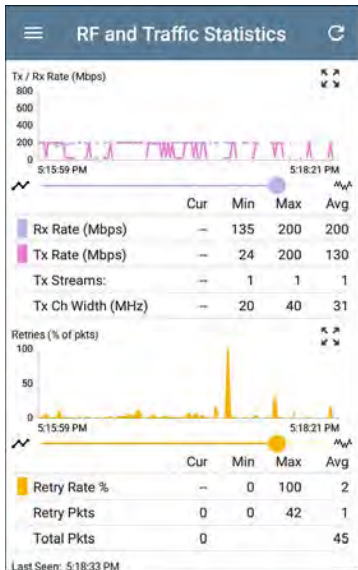 RF and Traffic Statistics
Tx / Rx Rate (Mbps)
800
600
400
200
0
5:15:59 PM 5:18:21 PM
Cur Min Max Avg
Rx Rate (Mbps) -- 135 200 200
Tx Rate (Mbps) -- 24 200 130
Tx Streams: -- 1 1 1
Tx Ch Width (MHz) -- 20 40 31
Retries (% of pkts)
100
50
0
5:15:59 PM 5:18:21 PM
Cur Min Max Avg
Retry Rate % -- 0 100 2
Retry Pkts 0 0 42 1
Total Pkts 0 45
Last Seen: 5:18:33 PM